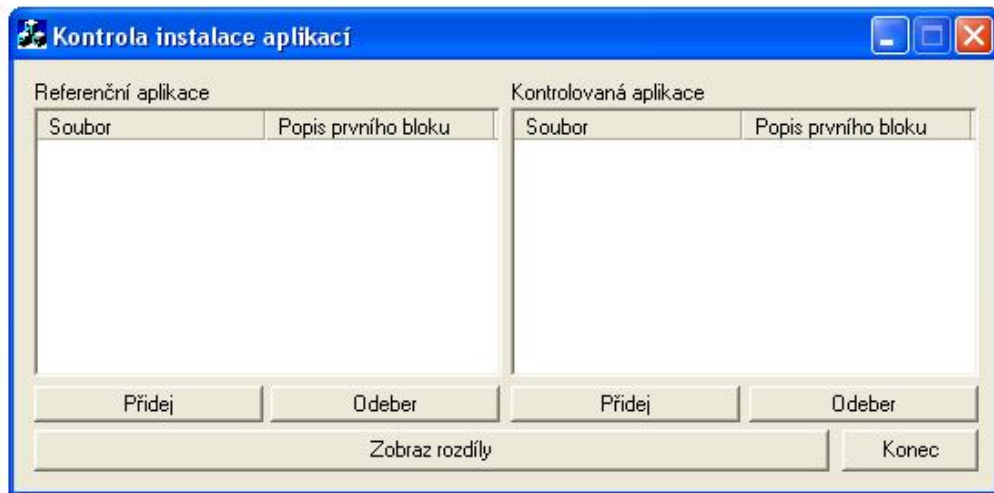 Kontrola instalace aplikací
Referenční aplikace Kontrolovaná aplikace
Soubor Popis prvního bloku Soubor Popis prvního bloku
Přidej Odeber Přidej Odeber
Zobraz rozdíly Konec